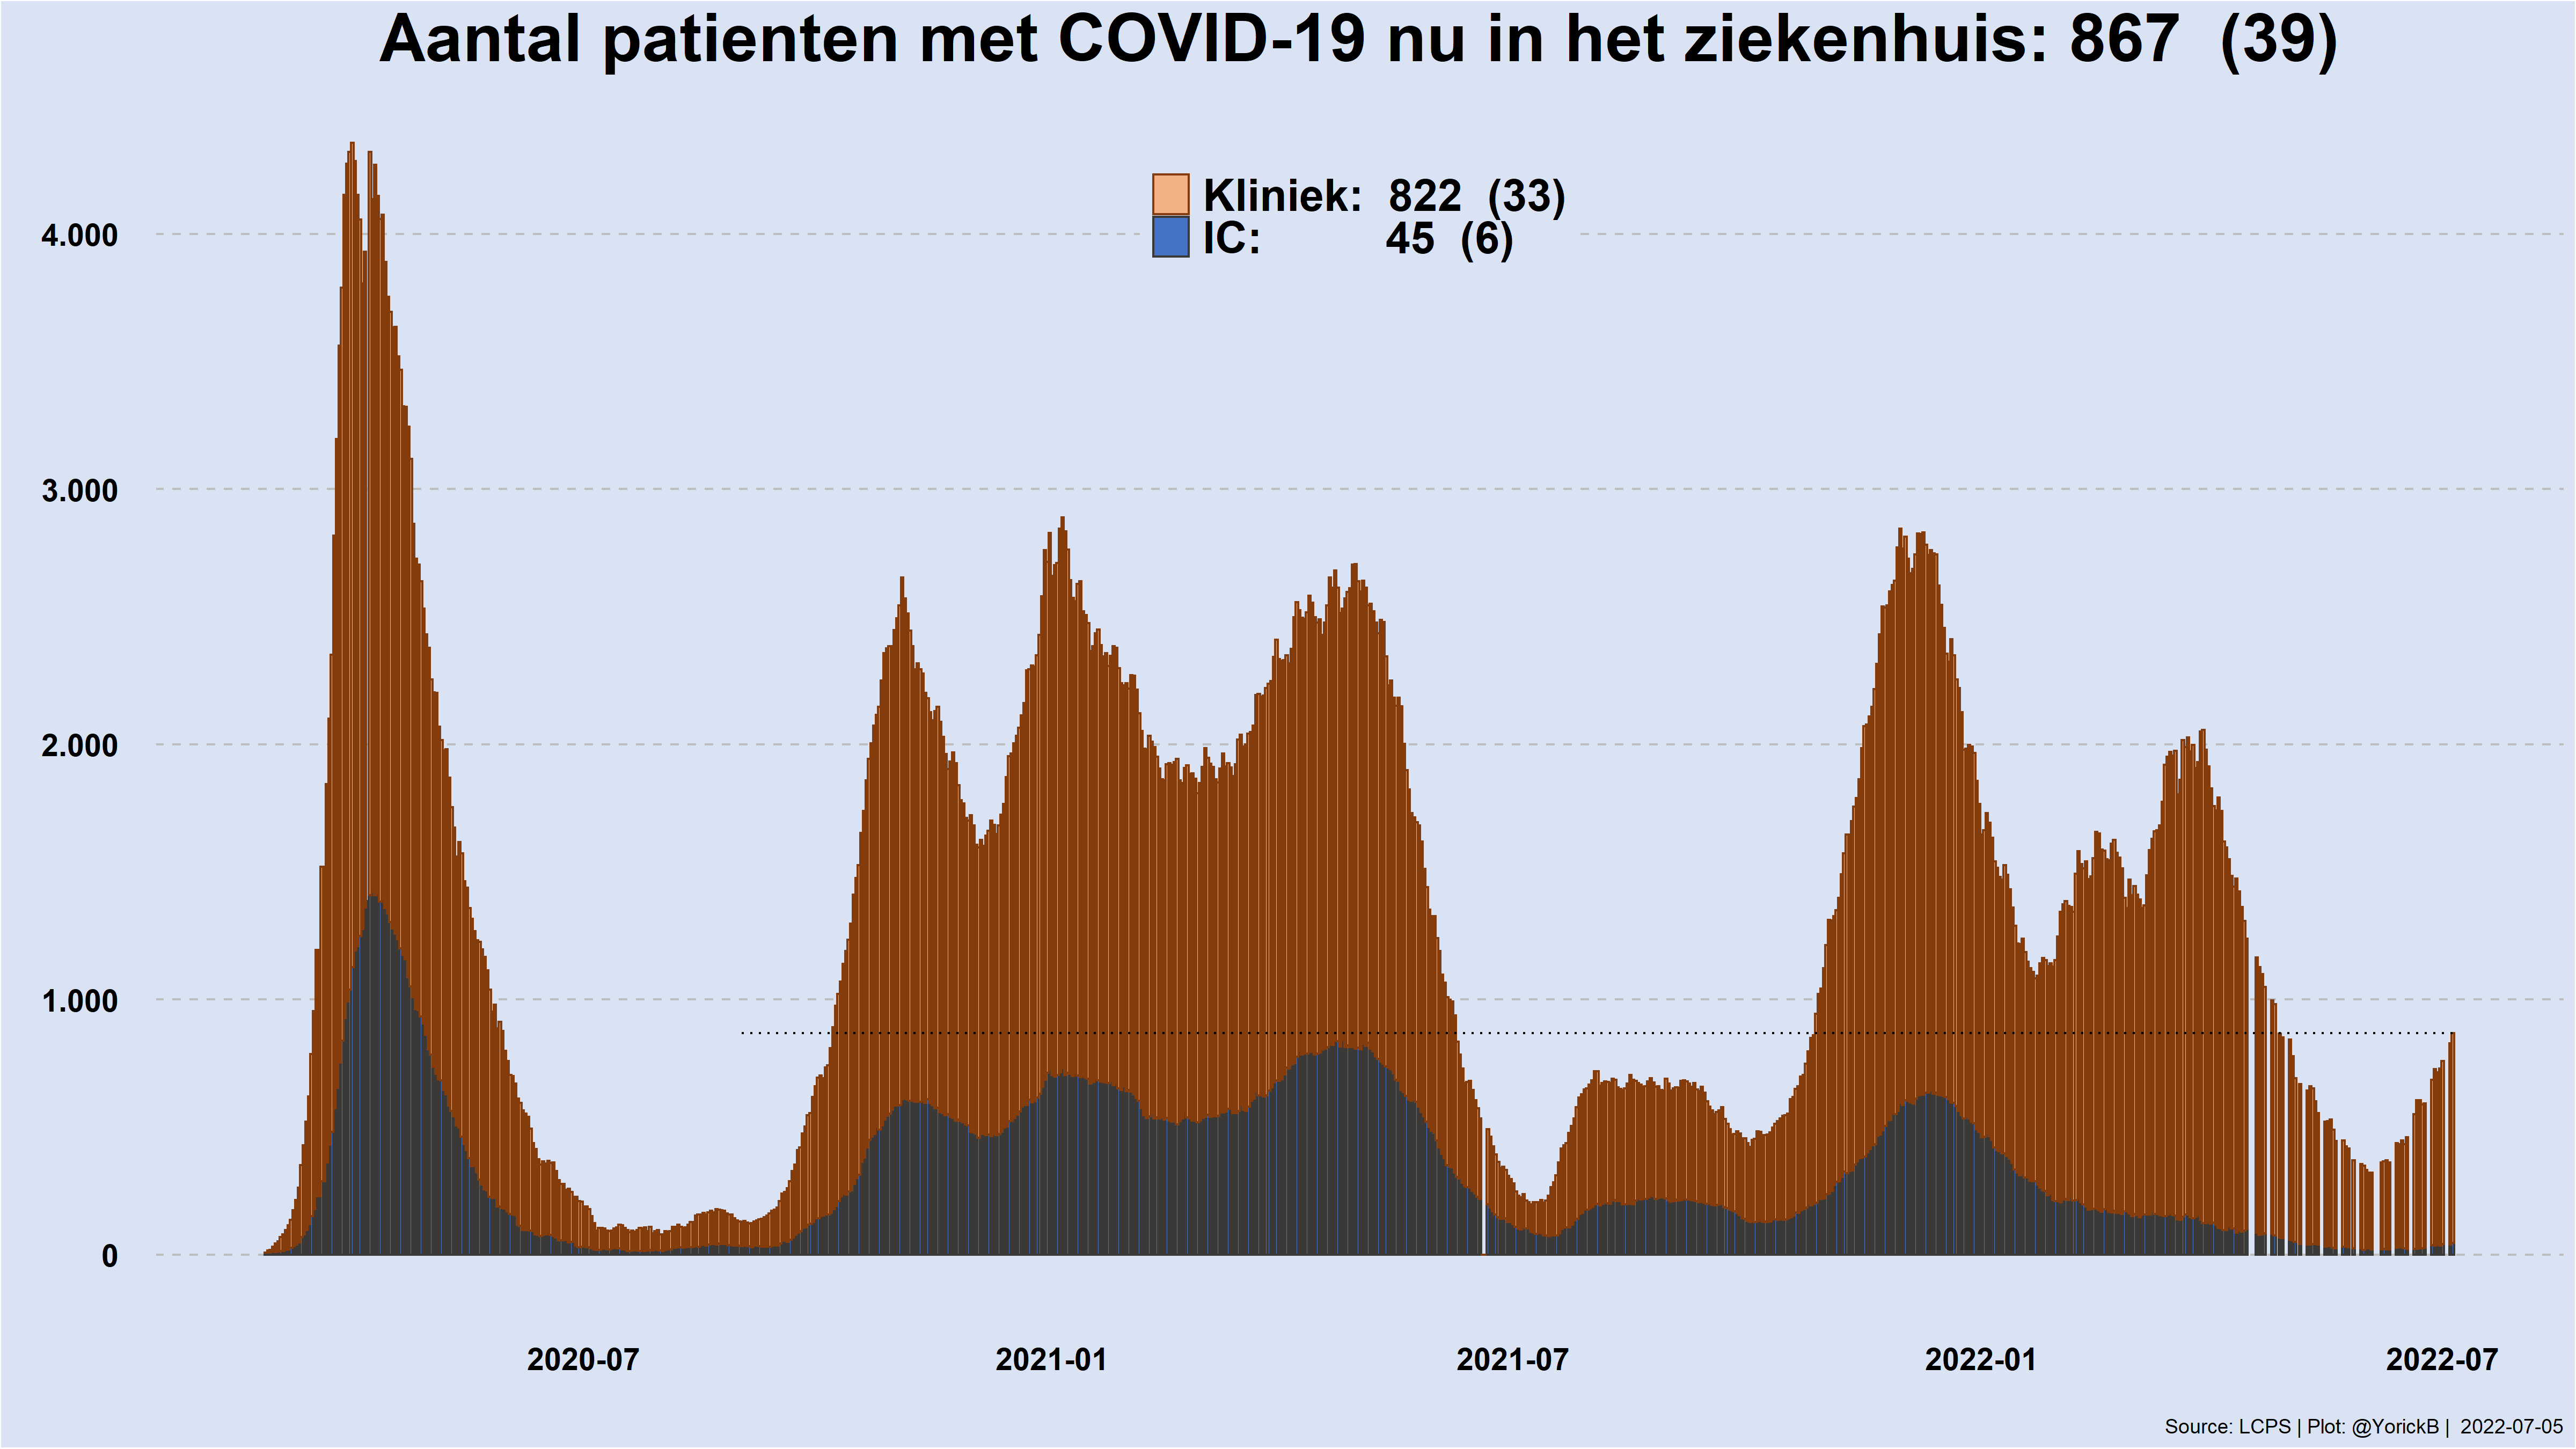 Aantal patienten met COVID-19 nu in het ziekenhuis: 867 (39)
Kliniek: 822 (33)
IC: 45 (6)
4.000
3.000
2.000
1.000
0
2020-07
2021-01
2021-07
2022-01
2022-07
Source: LCPS | Plot: @YorickB | 2022-07-05